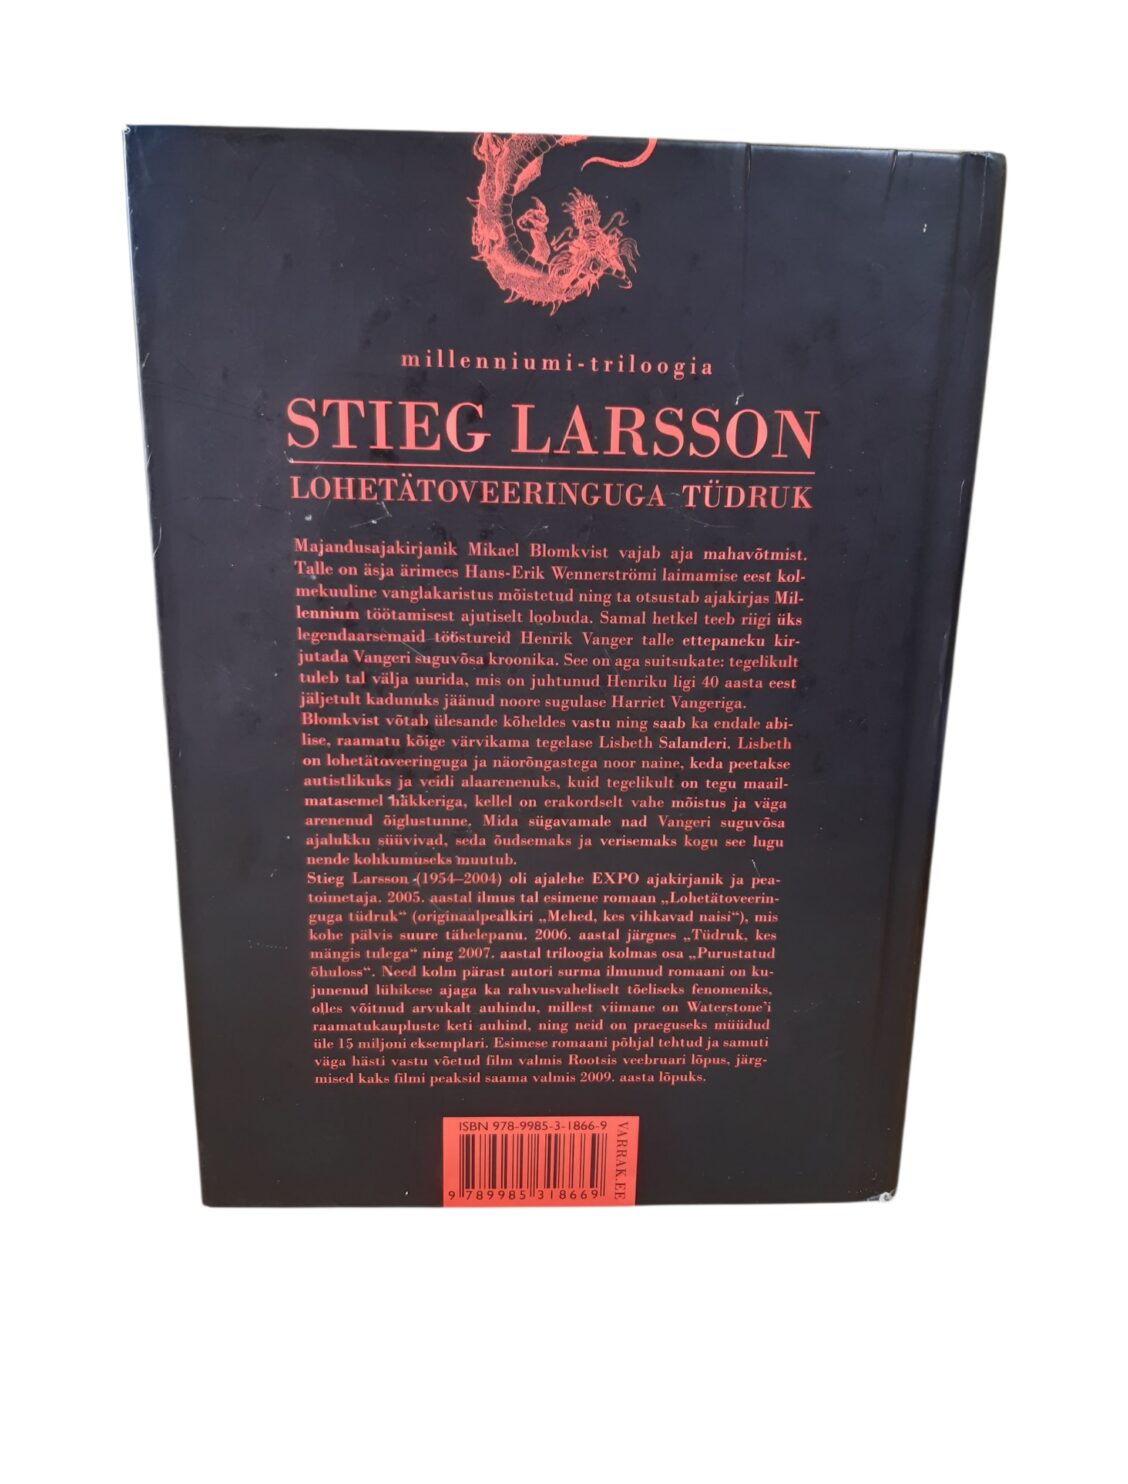 millenniumi-triloogia
STIEG LARSSON
LOHETÄTOVEERINGUGA TÜDRUK
Majandusajakirjanik Mikael Blomkvist vajab aja mahavõtmist.
Talle on äsja ärimees Hans-Erik Wennerströmi laimamise eest kol-
mekuuline vanglakaristus mõistetud ning ta otsustab ajakirjas Mil-
lennium töötamisest ajutiselt loobuda. Samal hetkel teeb riigi üks
legendaarsemaid tööstureid Henrik Vanger talle ettepaneku kir-
jutada Vangeri suguvõsa kroonika. See on aga suitsukate: tegelikult
tuleb tal välja uurida, mis on juhtunud Henriku ligi 40 aasta eest
jäljetult kadunuks jäänud noore sugulase Harriet Vangeriga.
Blomkvist võtab ülesande kõheldes vastu ning saab ka endale abi-
lise, raamatu kõige värvikama tegelase Lisbeth Salanderi. Lisbeth
on lohetätoveeringuga ja näorõngastega noor naine, keda peetakse
autistlikuks ja veidi alaarenenuks, kuid tegelikult on tegu maail-
matasemel häkkeriga, kellel on erakordselt vahe mõistus ja väga
arenenud õiglustunne. Mida sügavamale nad Vangeri suguvõsa
ajalukku süüvivad, seda õudsemaks ja verisemaks kogu see lugu
nende kohkumuseks muutub.
Stieg Larsson (1954–2004) oli ajalehe EXPO ajakirjanik ja pea-
toimetaja. 2005. aastal ilmus tal esimene romaan „Lohetätoveerin-
guga tüdruk“ (originaalpealkiri „Mehed, kes vihkavad naisi“), mis
kohe pälvis suure tähelepanu. 2006. aastal järgnes „Tüdruk, kes
mängis tulega“ ning 2007. aastal triloogia kolmas osa „Purustatud
õhuloss“. Need kolm pärast autori surma ilmunud romaani on ku-
junenud lühikese ajaga ka rahvusvaheliselt tõeliseks fenomeniks,
olles võitnud arvukalt auhindu, millest viimane on Waterstone'i
raamatukaupluste keti auhind, ning neid on praeguseks müüdud
üle 15 miljoni eksemplari. Esimese romaani põhjal tehtud ja samuti
väga hästi vastu võetud film valmis Rootsis veebruari lõpus, järg-
mised kaks filmi peaksid saama valmis 2009. aasta lõpuks.
ISBN 978-9985-3-1866-9
9 789985 318669
VARRAK.EE